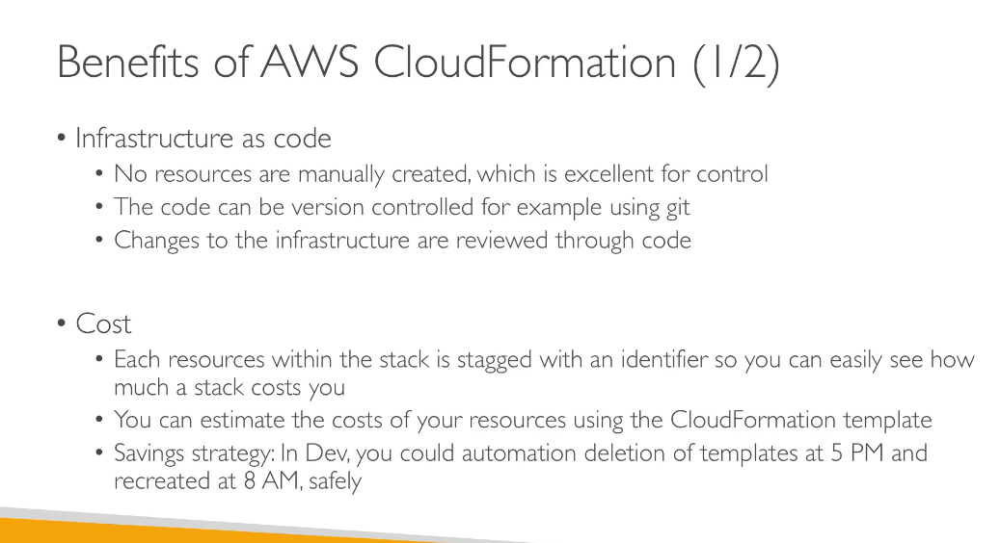 Benefits of AWS CloudFormation (1/2)
• Infrastructure as code
• No resources are manually created, which is excellent for control
• The code can be version controlled for example using git
• Changes to the infrastructure are reviewed through code
• Cost
• Each resources within the stack is stagged with an identifier so you can easily see how
much a stack costs you
• You can estimate the costs of your resources using the CloudFormation template
• Savings strategy: In Dev, you could automation deletion of templates at 5 PM and
recreated at 8 AM, safely